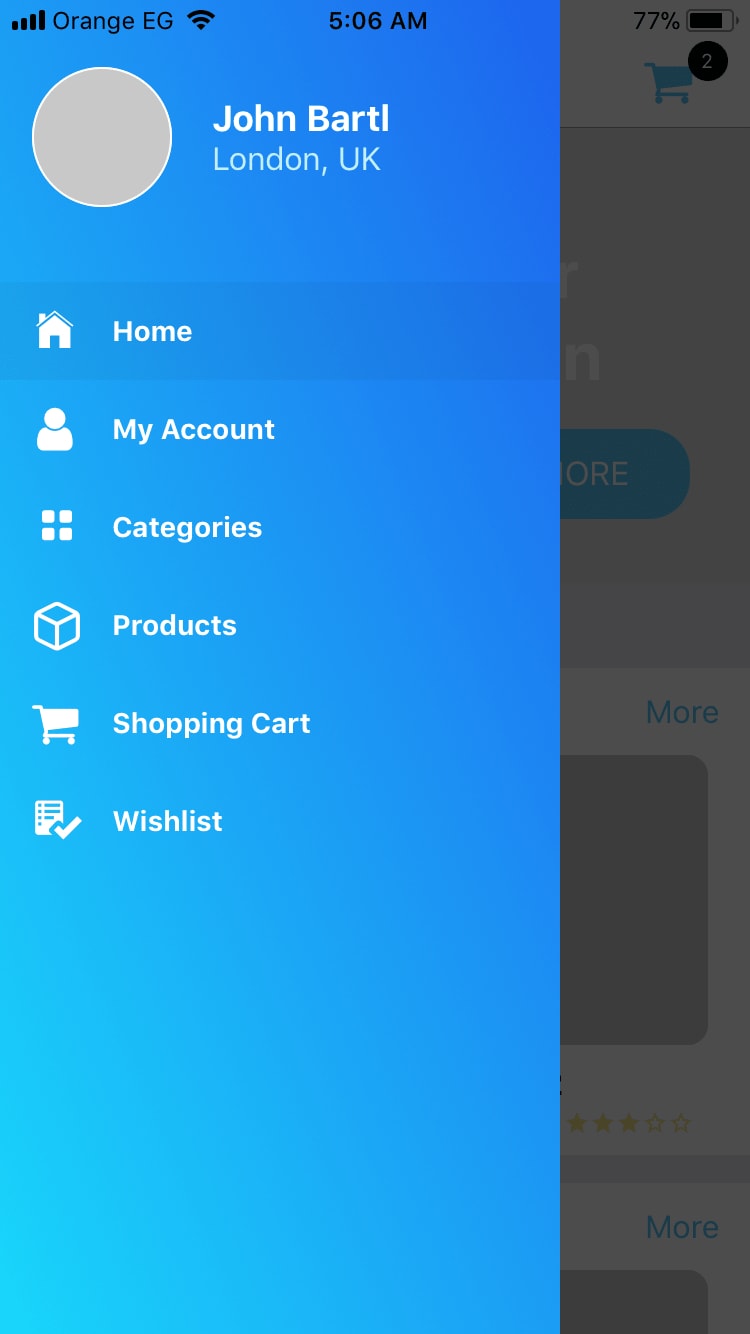 Orange EG 5:06 AM 77%
2
John Bartl
London, UK
Home
My Account
Categories
Products
Shopping Cart
Wishlist
More
More